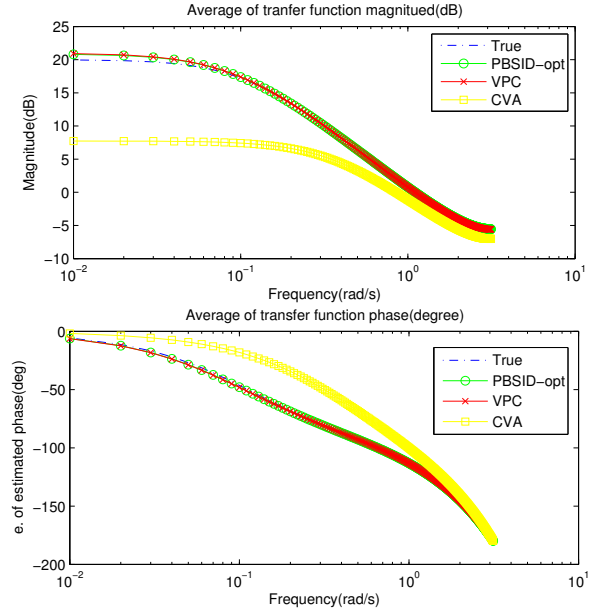 Average of tranfer function magnitued(dB)
25
20
15
10
5
0
−5
−10
Magnitude(dB)
True
PBSID−opt
VPC
CVA
10^-2
10^-1
10^0
10^1
Frequency(rad/s)
Average of transfer function phase(degree)
0
−50
−100
−150
−200
e. of estimated phase(deg)
True
PBSID−opt
VPC
CVA
10^-2
10^-1
10^0
10^1
Frequency(rad/s)